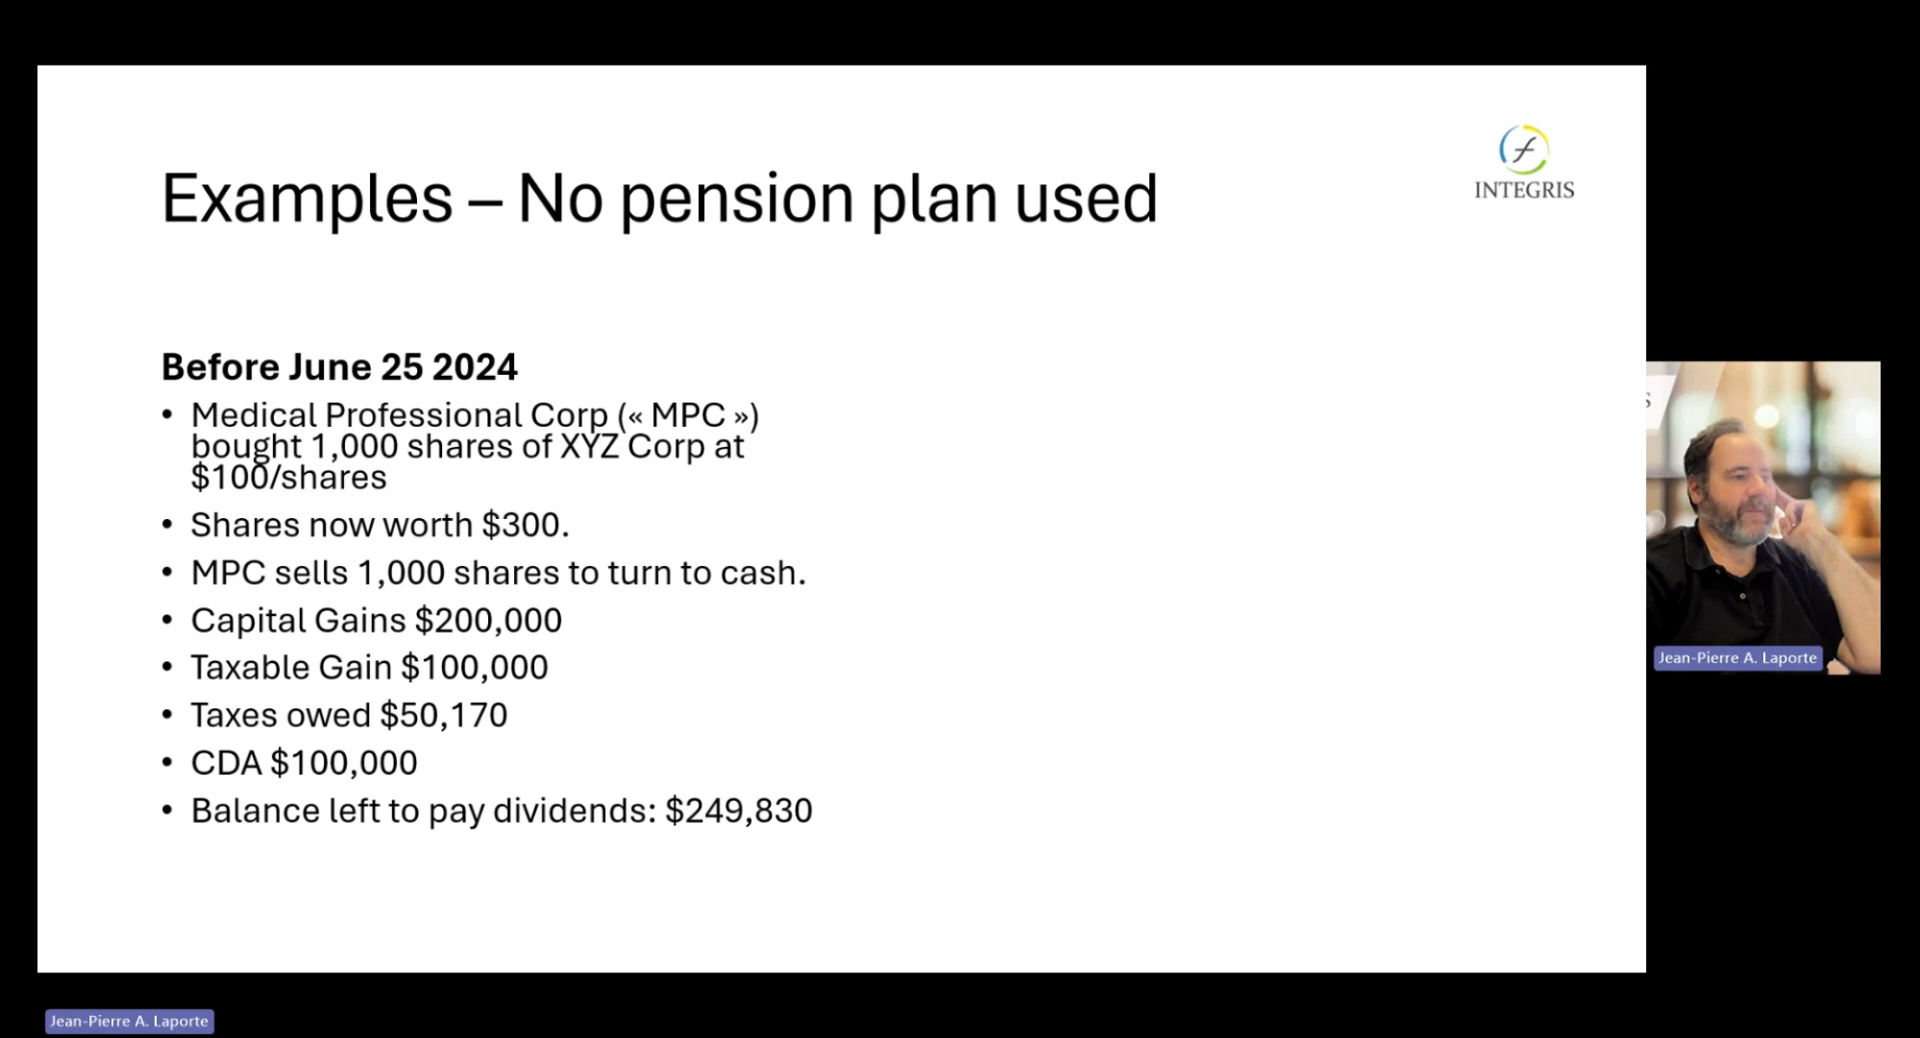 Examples – No pension plan used
INTEGRIS
Before June 25 2024
• Medical Professional Corp (« MPC »)
bought 1,000 shares of XYZ Corp at
$100/shares
• Shares now worth $300.
• MPC sells 1,000 shares to turn to cash.
• Capital Gains $200,000
• Taxable Gain $100,000
• Taxes owed $50,170
• CDA $100,000
• Balance left to pay dividends: $249,830
S
Jean-Pierre A. Laporte
Jean-Pierre A. Laporte